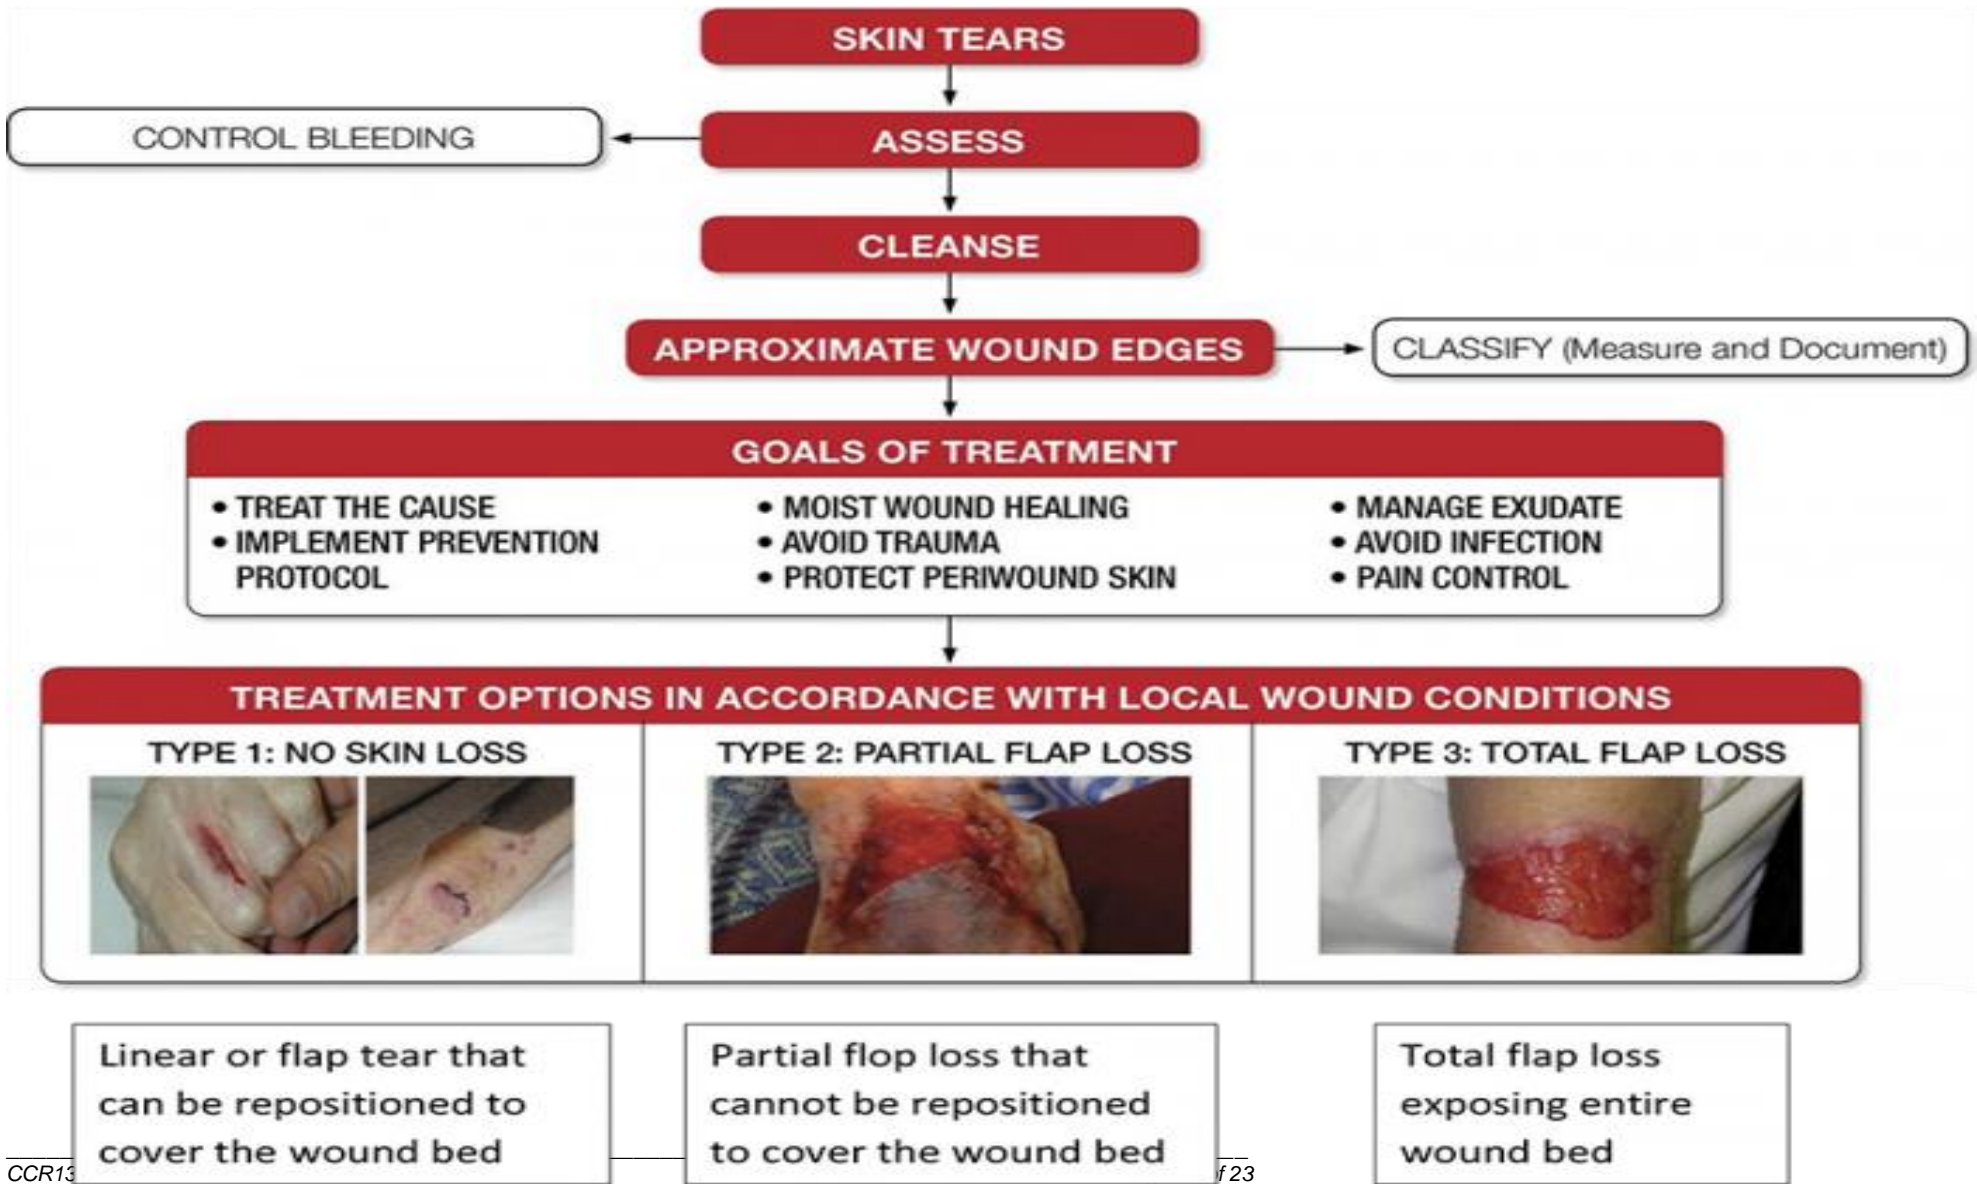 SKIN TEARS
CONTROL BLEEDING
ASSESS
CLEANSE
APPROXIMATE WOUND EDGES
CLASSIFY (Measure and Document)
GOALS OF TREATMENT
• TREAT THE CAUSE
• IMPLEMENT PREVENTION
PROTOCOL
• MOIST WOUND HEALING
• AVOID TRAUMA
• PROTECT PERIWOUND SKIN
• MANAGE EXUDATE
• AVOID INFECTION
• PAIN CONTROL
TREATMENT OPTIONS IN ACCORDANCE WITH LOCAL WOUND CONDITIONS
TYPE 1: NO SKIN LOSS
TYPE 2: PARTIAL FLAP LOSS
TYPE 3: TOTAL FLAP LOSS
Linear or flap tear that
can be repositioned to
cover the wound bed
Partial flop loss that
cannot be repositioned
to cover the wound bed
Total flap loss
exposing entire
wound bed
23